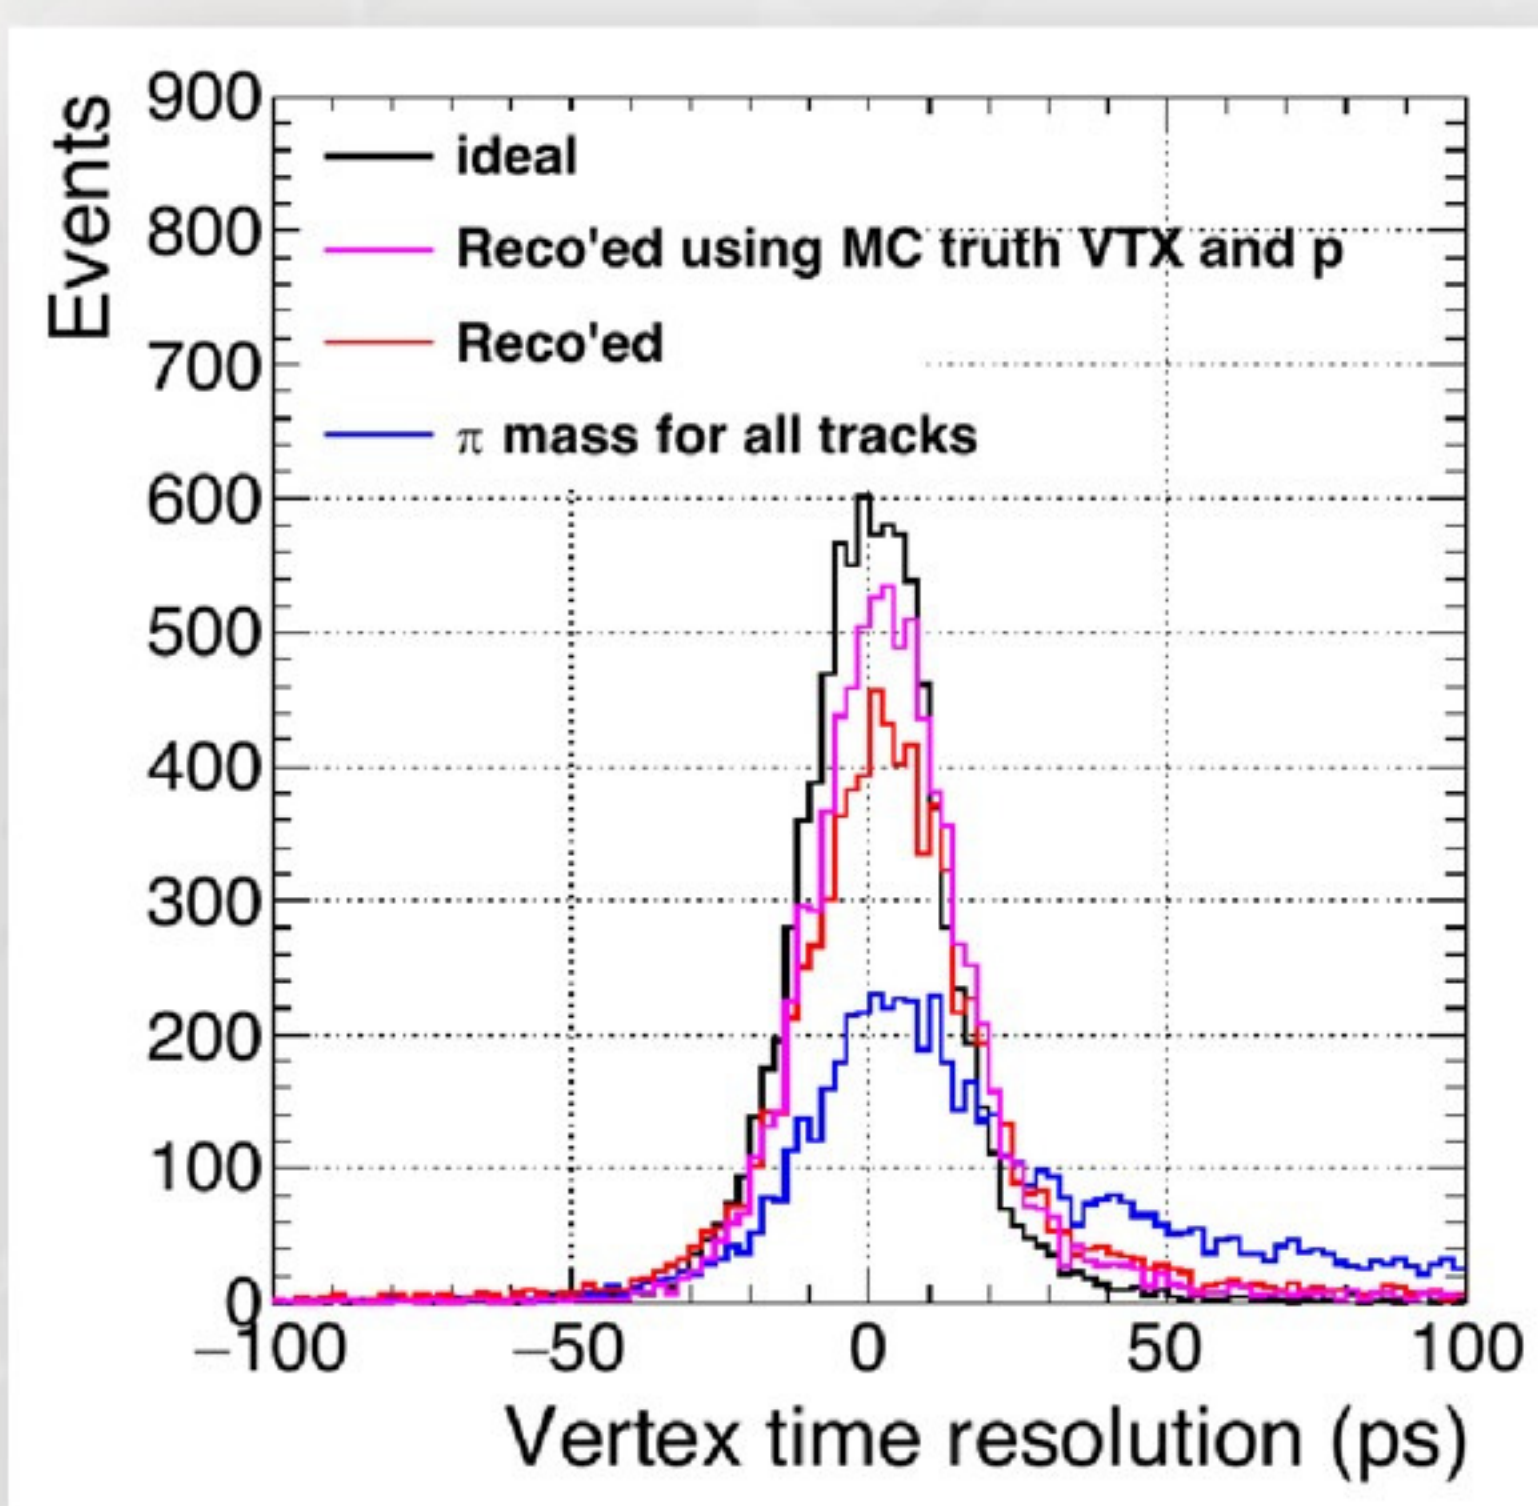 Events
900
800
700
600
500
400
300
200
100
0
ideal
Reco'ed using MC truth VTX and p
Reco'ed
π mass for all tracks
−100 −50 0 50 100
Vertex time resolution (ps)